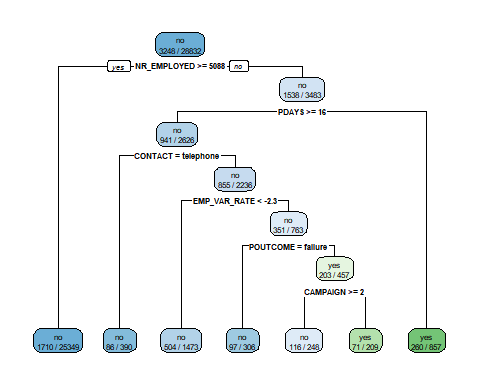 no
3248 / 28832
yes NR_EMPLOYED >= 5088 no
no
1538 / 3483
PDAYS >= 16
no
941 / 2626
CONTACT = telephone
no
855 / 2236
EMP_VAR_RATE < -2.3
no
351 / 763
POUTCOME = failure
yes
203 / 457
CAMPAIGN >= 2
no no no no no yes yes
1710 / 25349 86 / 390 504 / 1473 97 / 306 116 / 248 71 / 209 260 / 857